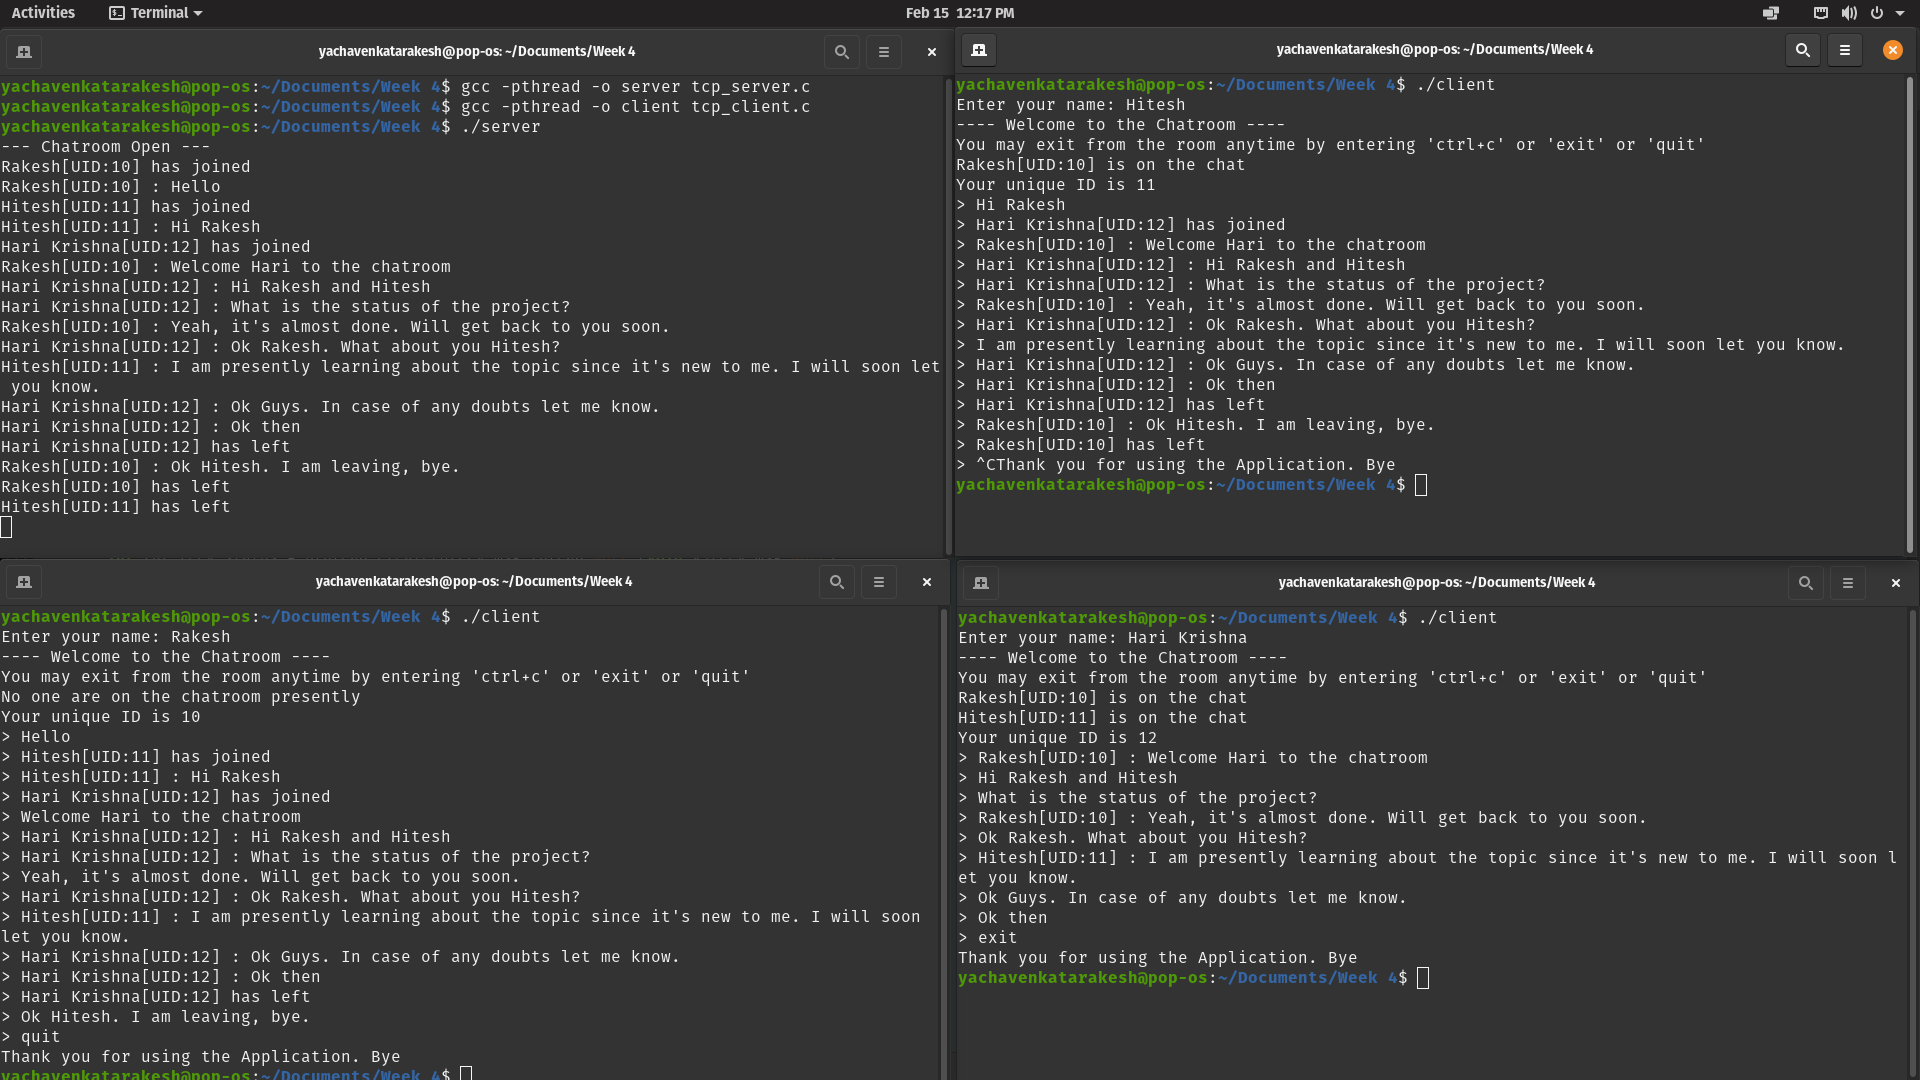 Activities
Terminal
Feb 15 12:17 PM
yachavenkatarakesh@pop-os: ~/Documents/Week 4
yachavenkatarakesh@pop-os:~/Documents/Week 4$ gcc -pthread -o server tcp_server.c
yachavenkatarakesh@pop-os:~/Documents/Week 4$ gcc -pthread -o client tcp_client.c
yachavenkatarakesh@pop-os:~/Documents/Week 4$ ./server
--- Chatroom Open ---
Rakesh[UID:10] has joined
Rakesh[UID:10] : Hello
Hitesh[UID:11] has joined
Hitesh[UID:11] : Hi Rakesh
Hari Krishna[UID:12] has joined
Rakesh[UID:10] : Welcome Hari to the chatroom
Hari Krishna[UID:12] : Hi Rakesh and Hitesh
Hari Krishna[UID:12] : What is the status of the project?
Rakesh[UID:10] : Yeah, it's almost done. Will get back to you soon.
Hari Krishna[UID:12] : Ok Rakesh. What about you Hitesh?
Hitesh[UID:11] : I am presently learning about the topic since it's new to me. I will soon let
you know.
Hari Krishna[UID:12] : Ok Guys. In case of any doubts let me know.
Hari Krishna[UID:12] : Ok then
Hari Krishna[UID:12] has left
Rakesh[UID:10] : Ok Hitesh. I am leaving, bye.
Rakesh[UID:10] has left
Hitesh[UID:11] has left
yachavenkatarakesh@pop-os: ~/Documents/Week 4
yachavenkatarakesh@pop-os:~/Documents/Week 4$ ./client
Enter your name: Hitesh
---- Welcome to the Chatroom ----
You may exit from the room anytime by entering 'ctrl+c' or 'exit' or 'quit'
Rakesh[UID:10] is on the chat
Your unique ID is 11
> Hi Rakesh
> Hari Krishna[UID:12] has joined
> Rakesh[UID:10] : Welcome Hari to the chatroom
> Hari Krishna[UID:12] : Hi Rakesh and Hitesh
> Hari Krishna[UID:12] : What is the status of the project?
> Rakesh[UID:10] : Yeah, it's almost done. Will get back to you soon.
> Hari Krishna[UID:12] : Ok Rakesh. What about you Hitesh?
> I am presently learning about the topic since it's new to me. I will soon let you know.
> Hari Krishna[UID:12] : Ok Guys. In case of any doubts let me know.
> Hari Krishna[UID:12] : Ok then
> Hari Krishna[UID:12] has left
> Rakesh[UID:10] : Ok Hitesh. I am leaving, bye.
> Rakesh[UID:10] has left
> ^CThank you for using the Application. Bye
yachavenkatarakesh@pop-os:~/Documents/Week 4$
yachavenkatarakesh@pop-os: ~/Documents/Week 4
yachavenkatarakesh@pop-os:~/Documents/Week 4$ ./client
Enter your name: Rakesh
---- Welcome to the Chatroom ----
You may exit from the room anytime by entering 'ctrl+c' or 'exit' or 'quit'
No one are on the chatroom presently
Your unique ID is 10
> Hello
> Hitesh[UID:11] has joined
> Hitesh[UID:11] : Hi Rakesh
> Hari Krishna[UID:12] has joined
> Welcome Hari to the chatroom
> Hari Krishna[UID:12] : Hi Rakesh and Hitesh
> Hari Krishna[UID:12] : What is the status of the project?
> Yeah, it's almost done. Will get back to you soon.
> Hari Krishna[UID:12] : Ok Rakesh. What about you Hitesh?
> Hitesh[UID:11] : I am presently learning about the topic since it's new to me. I will soon
let you know.
> Hari Krishna[UID:12] : Ok Guys. In case of any doubts let me know.
> Hari Krishna[UID:12] : Ok then
> Hari Krishna[UID:12] has left
> Ok Hitesh. I am leaving, bye.
> quit
Thank you for using the Application. Bye
yachavenkatarakesh@pop-os:~/Documents/Week 4$
yachavenkatarakesh@pop-os: ~/Documents/Week 4
yachavenkatarakesh@pop-os:~/Documents/Week 4$ ./client
Enter your name: Hari Krishna
---- Welcome to the Chatroom ----
You may exit from the room anytime by entering 'ctrl+c' or 'exit' or 'quit'
Rakesh[UID:10] is on the chat
Hitesh[UID:11] is on the chat
Your unique ID is 12
> Rakesh[UID:10] : Welcome Hari to the chatroom
> Hi Rakesh and Hitesh
> What is the status of the project?
> Rakesh[UID:10] : Yeah, it's almost done. Will get back to you soon.
> Ok Rakesh. What about you Hitesh?
> Hitesh[UID:11] : I am presently learning about the topic since it's new to me. I will soon l
et you know.
> Ok Guys. In case of any doubts let me know.
> Ok then
> exit
Thank you for using the Application. Bye
yachavenkatarakesh@pop-os:~/Documents/Week 4$